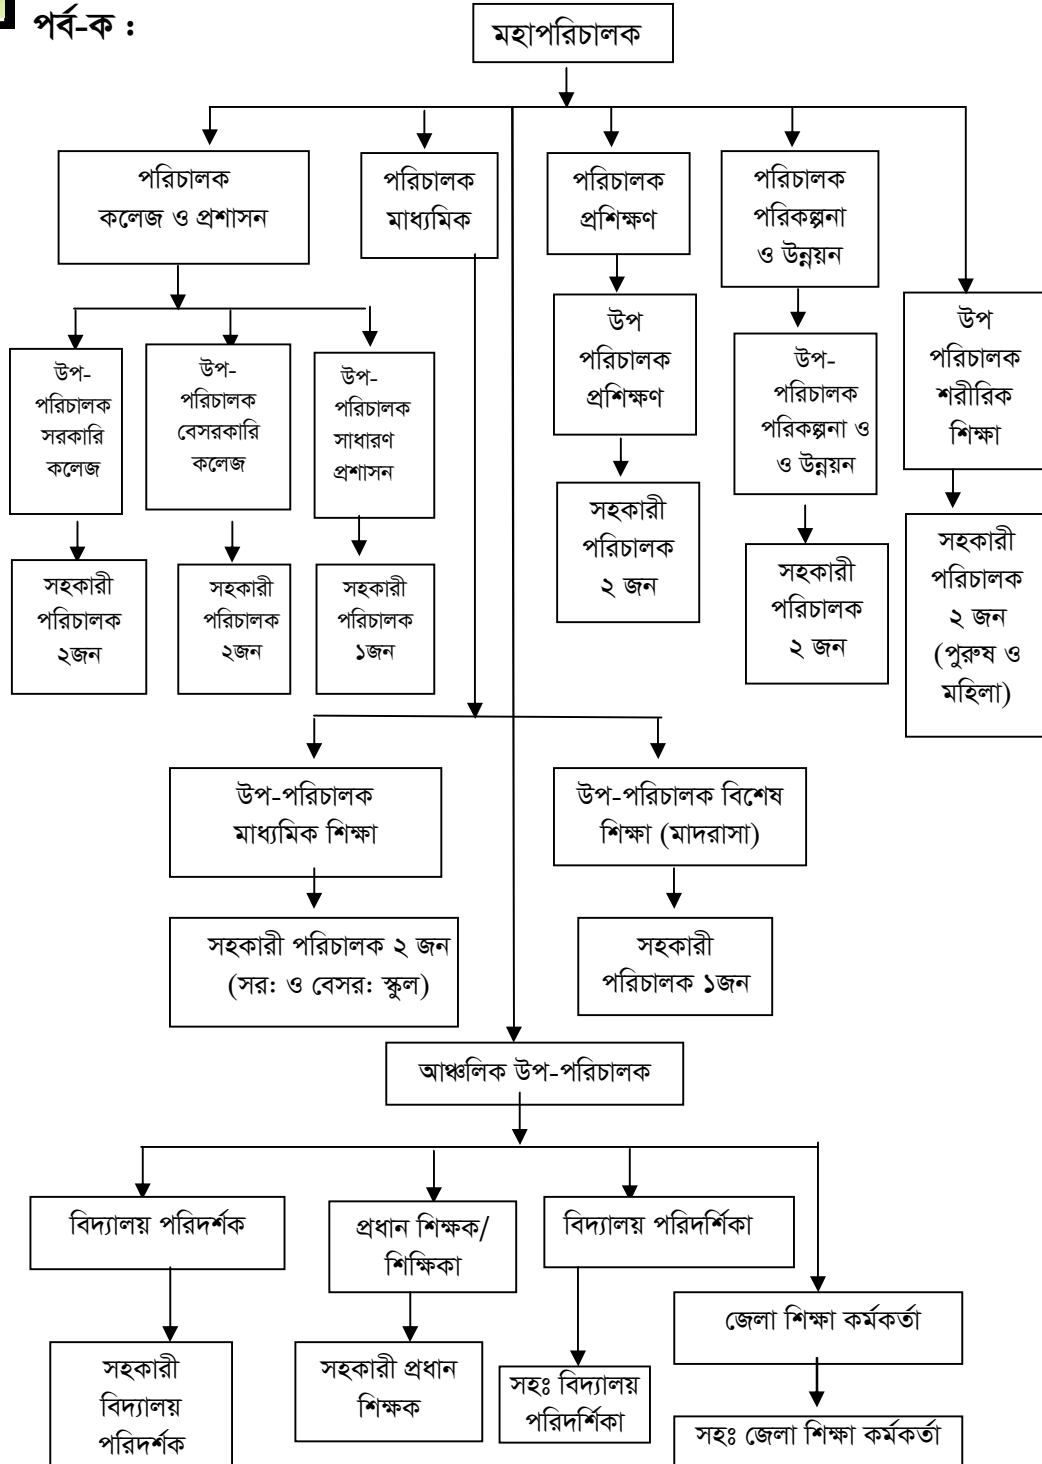 পর্ব-ক :
মহাপরিচালক
পরিচালক
কলেজ ও প্রশাসন
পরিচালক
মাধ্যমিক
পরিচালক
প্রশিক্ষণ
পরিচালক
পরিকল্পনা
ও উন্নয়ন
উপ
পরিচালক
শরীরিক
শিক্ষা
উপ-
পরিচালক
সরকারি
কলেজ
উপ-
পরিচালক
বেসরকারি
কলেজ
উপ-
পরিচালক
সাধারণ
প্রশাসন
উপ
পরিচালক
প্রশিক্ষণ
উপ-
পরিচালক
পরিকল্পনা ও
ও উন্নয়ন
সহকারী
পরিচালক
২জন
সহকারী
পরিচালক
২জন
সহকারী
পরিচালক
১জন
সহকারী
পরিচালক
২ জন
সহকারী
পরিচালক
২ জন
সহকারী
পরিচালক
২ জন
(পুরুষ ও
মহিলা)
উপ-পরিচালক
মাধ্যমিক শিক্ষা
উপ-পরিচালক বিশেষ
শিক্ষা (মাদরাসা)
সহকারী পরিচালক ২ জন
(সর: ও বেসর: স্কুল)
সহকারী
পরিচালক ১জন
আঞ্চলিক উপ-পরিচালক
বিদ্যালয় পরিদর্শক
প্রধান শিক্ষক/
শিক্ষিকা
বিদ্যালয় পরিদর্শিকা
জেলা শিক্ষা কর্মকর্তা
সহকারী
বিদ্যালয়
পরিদর্শক
সহকারী প্রধান
শিক্ষক
সহঃ বিদ্যালয়
পরিদর্শিকা
সহঃ জেলা শিক্ষা কর্মকর্তা